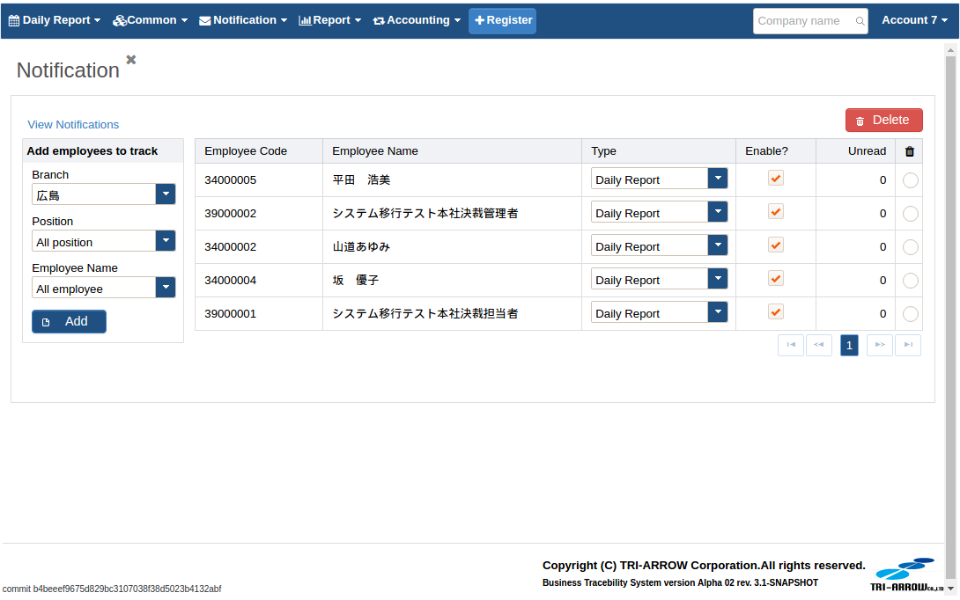 Daily Report Common Notification Report Accounting Register Company name Account 7
Notification
View Notifications
Delete
Add employees to track
Branch
広島
Position
All position
Employee Name
All employee
Add
Employee Code Employee Name Type Enable? Unread
34000005 平田 浩美 Daily Report 0
39000002 システム移行テスト本社決裁管理者 Daily Report 0
34000002 山道あゆみ Daily Report 0
34000004 坂 優子 Daily Report 0
39000001 システム移行テスト本社決裁担当者 Daily Report 0
1
Copyright (C) TRI-ARROW Corporation.All rights reserved.
Business Tracebility System version Alpha 02 rev. 3.1-SNAPSHOT
TRI-ARROW
commit b4beeef9675d829bc3107038f38d5023b4132abf